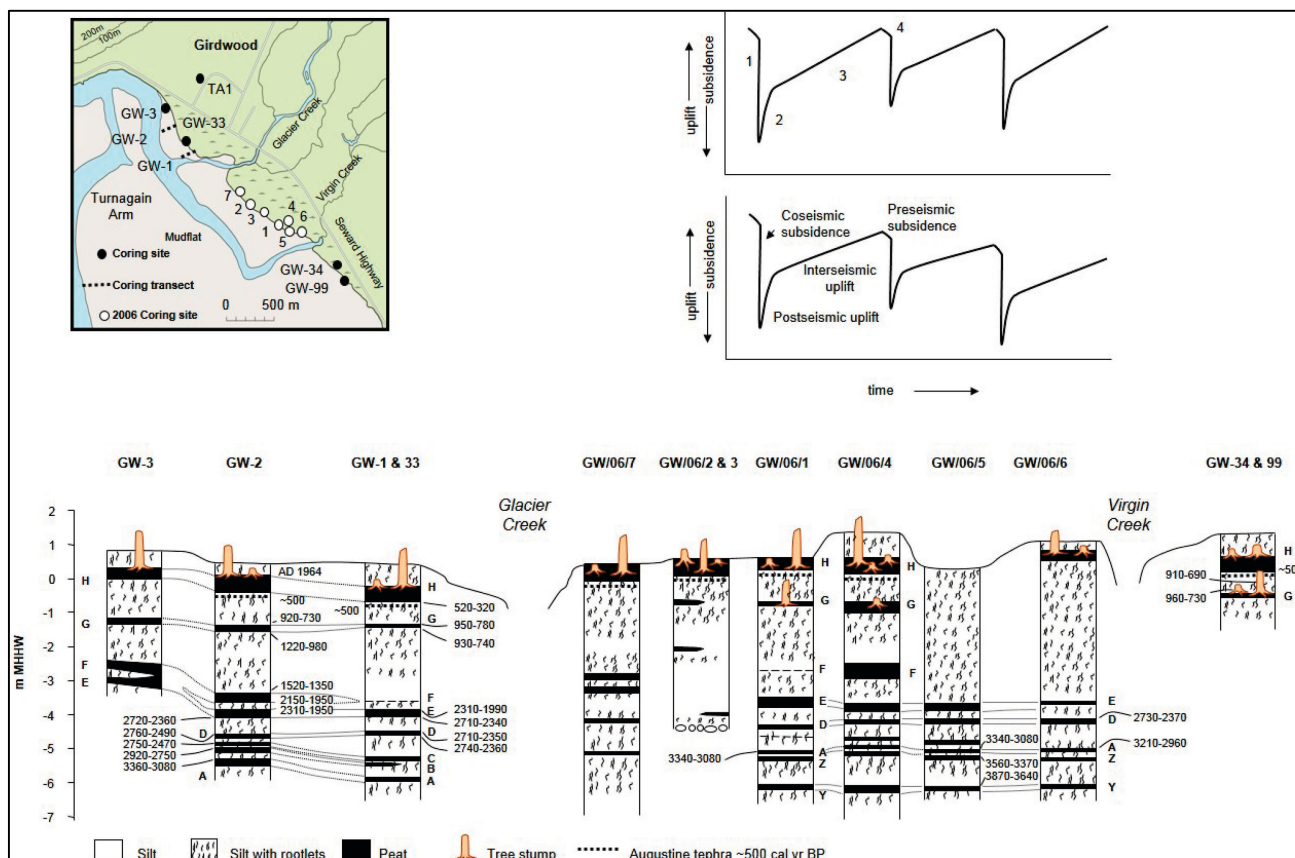 200m
100m
Girdwood
TA1
GW-3
GW-33
GW-2
GW-1
Glacier Creek
Virgin Creek
Seward Highway
Turnagain
Arm
Mudflat
7
2
3
1
4
6
5
Coring site
Coring transect
2006 Coring site
GW-34
GW-99
0 500 m
uplift
subsidence
1
2
3
4
uplift
subsidence
Coseismic
subsidence
Preseismic
subsidence
Interseismic
uplift
Postseismic uplift
time
GW-3 GW-2 GW-1 & 33 GW/06/7 GW/06/2 & 3 GW/06/1 GW/06/4 GW/06/5 GW/06/6 GW-34 & 99
Glacier
Creek
Virgin
Creek
m MHHW
2
1
0
-1
-2
-3
-4
-5
-6
-7
H
G
F
E
AD 1964
~500
920-730
1220-980
1520-1350
2150-1950
2310-1950
2720-2360
2760-2490
2750-2470
2920-2750
3360-3080
D
A
~500
H
520-320
G
950-780
930-740
F
E
2310-1990
2710-2340
D
2710-2350
2740-2360
C
B
A
3340-3080
H
G
F
E
D
A
Z
Y
H
G
F
3340-3080
3560-3370
3870-3640
E
D
2730-2370
A
3210-2960
Z
Y
910-690
960-730
H
~50
G
Silt
Silt with rootlets
Peat
Tree stump
Augustine tephra ~500 cal yr BP